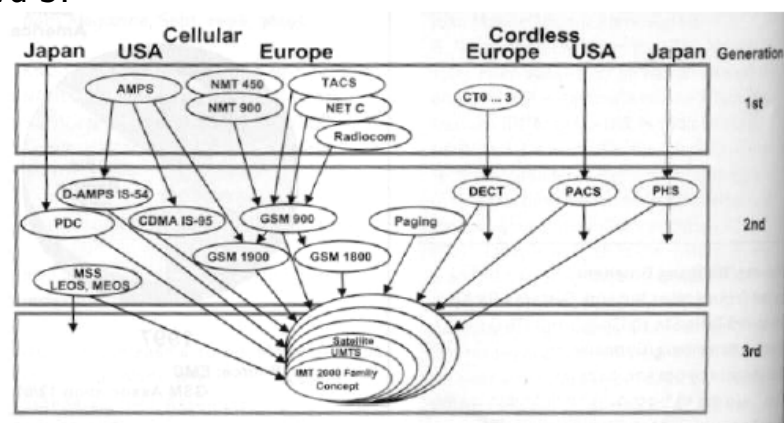 Cellular
Cordless
Japan
USA
Europe
Europe
USA
Japan
Generation
AMPS
NMT 450
NMT 900
TACS
NET C
Radiocom
CT0 ... 3
1st
D-AMPS IS-54
PDC
CDMA IS-95
GSM 900
GSM 1900
GSM 1800
Paging
DECT
PACS
PHS
2nd
MSS
LEOS, MEOS
Satellite
UMTS
IMT 2000 Family
Concept
3rd